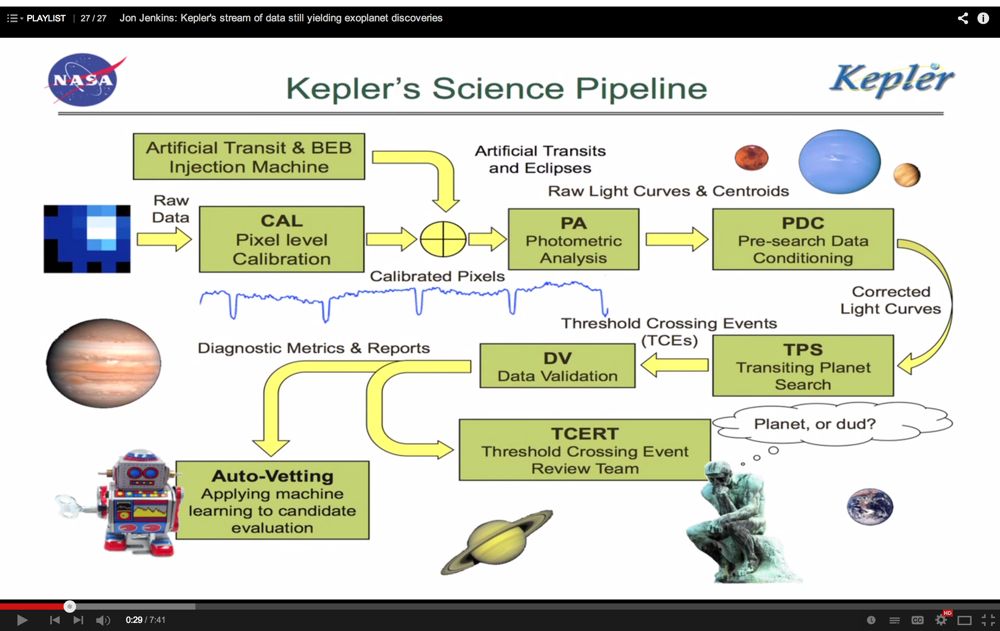 PLAYLIST | 27 / 27 Jon Jenkins: Kepler's stream of data still yielding exoplanet discoveries
NASA
Kepler's Science Pipeline
Kepler
Artificial Transit & BEB
Injection Machine
Artificial Transits
and Eclipses
Raw Light Curves & Centroids
Raw
Data
CAL
Pixel level
Calibration
PA
Photometric
Analysis
PDC
Pre-search Data
Conditioning
Calibrated Pixels
Corrected
Light Curves
Threshold Crossing Events
(TCEs)
Diagnostic Metrics & Reports
DV
Data Validation
TPS
Transiting Planet
Search
Planet, or dud?
TCERT
Threshold Crossing Event
Review Team
Auto-Vetting
Applying machine
learning to candidate
evaluation
0:29 / 7:41
CC
HD